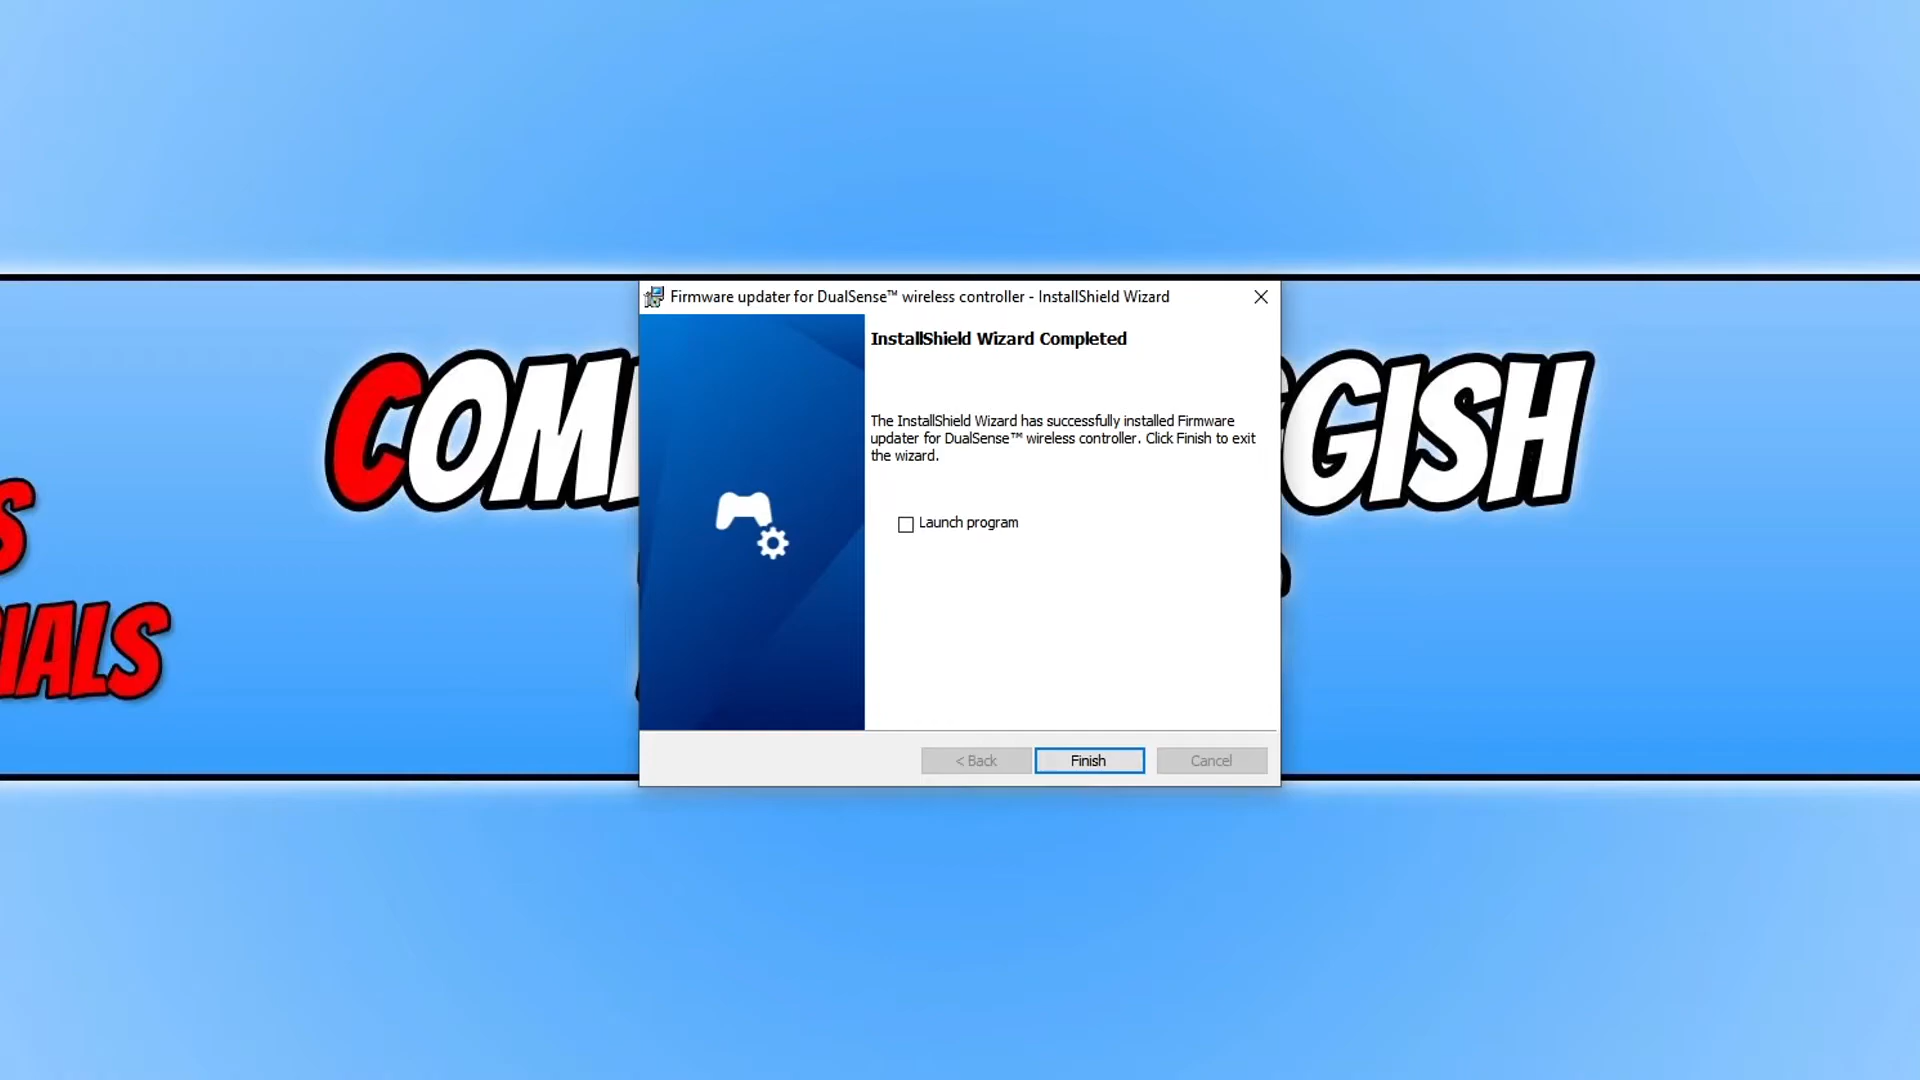 Firmware updater for DualSense™ wireless controller - InstallShield Wizard
InstallShield Wizard Completed
The InstallShield Wizard has successfully installed Firmware
updater for DualSense™ wireless controller. Click Finish to exit
the wizard.
Launch program
< Back
Finish
Cancel
COM
GISH
S
IALS